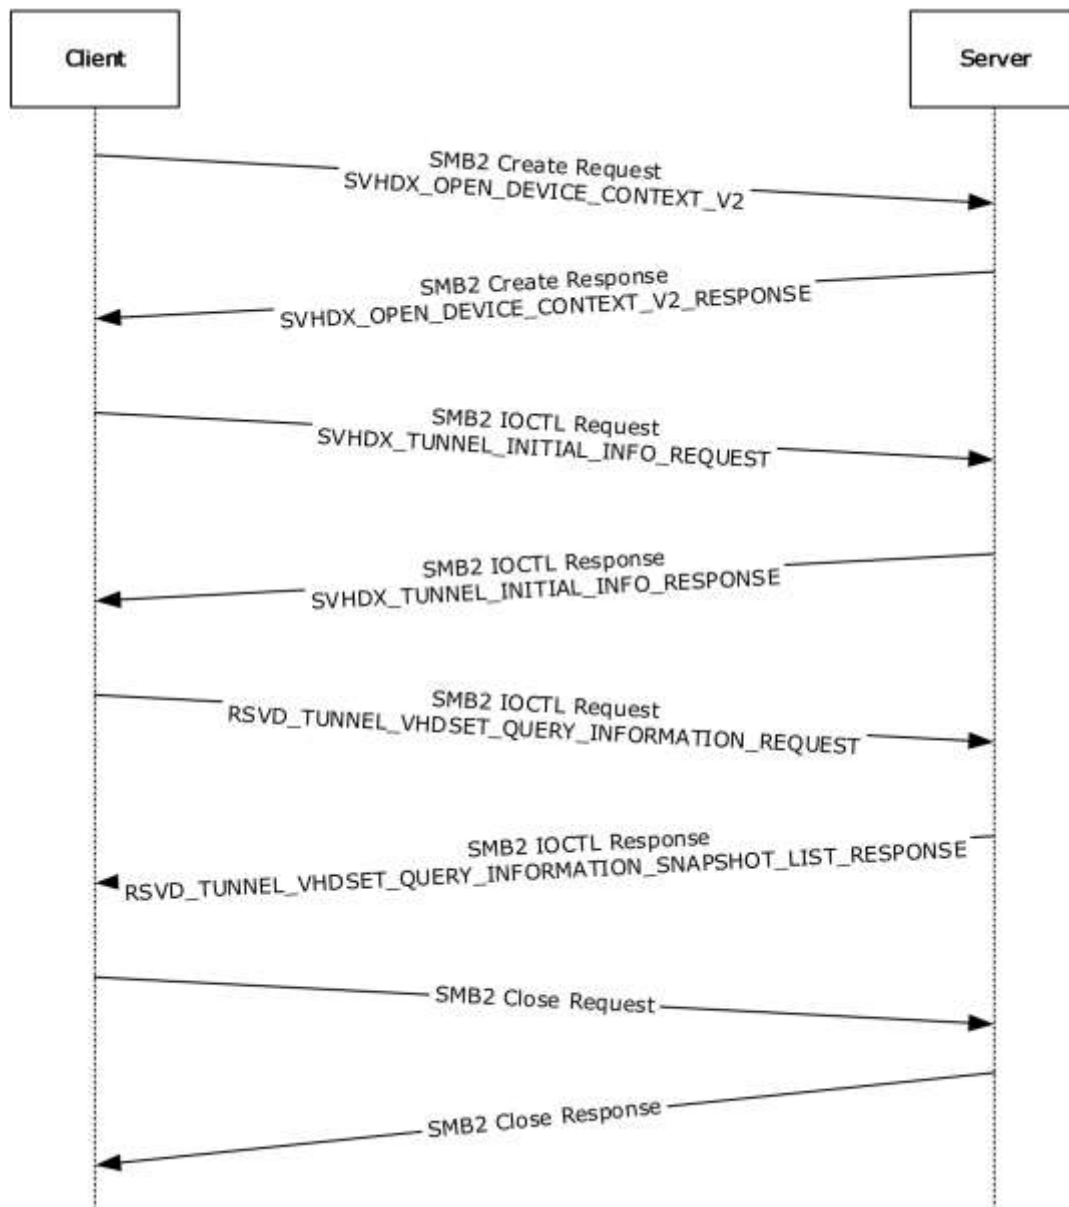 Client
Server
SMB2 Create Request
SVHDX_OPEN_DEVICE_CONTEXT_V2
SMB2 Create Response
SVHDX_OPEN_DEVICE_CONTEXT_V2_RESPONSE
SMB2 IOCTL Request
SVHDX_TUNNEL_INITIAL_INFO_REQUEST
SMB2 IOCTL Response
SVHDX_TUNNEL_INITIAL_INFO_RESPONSE
SMB2 IOCTL Request
RSVD_TUNNEL_VHDSET_QUERY_INFORMATION_REQUEST
SMB2 IOCTL Response
RSVD_TUNNEL_VHDSET_QUERY_INFORMATION_SNAPSHOT_LIST_RESPONSE
SMB2 Close Request
SMB2 Close Response